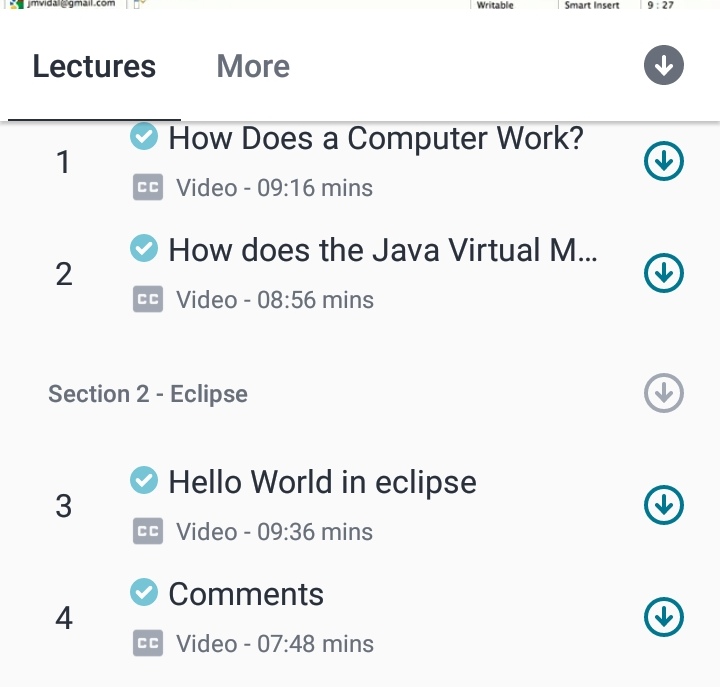 jmvidal@gmail.com
Writable
Smart Insert
9 : 27
Lectures
More
1
How Does a Computer Work?
CC Video - 09:16 mins
2
How does the Java Virtual M...
CC Video - 08:56 mins
Section 2 - Eclipse
3
Hello World in eclipse
CC Video - 09:36 mins
4
Comments
CC Video - 07:48 mins